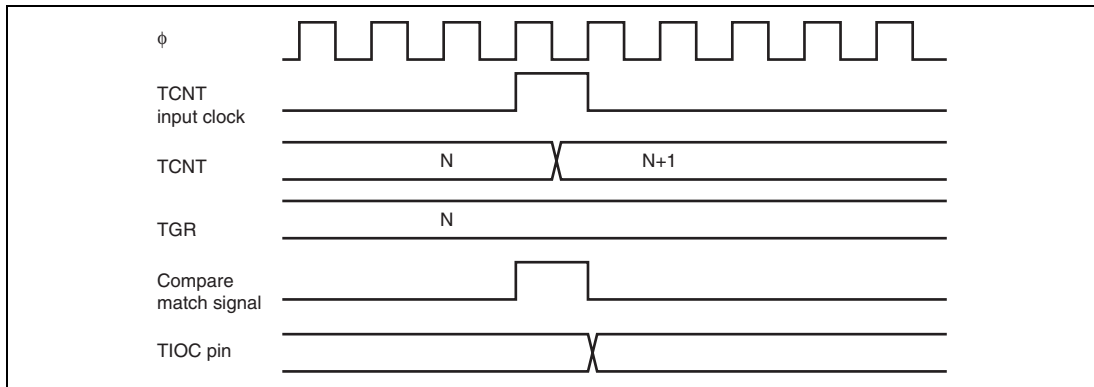 φ
TCNT
input clock
TCNT
N
N+1
TGR
N
Compare
match signal
TIOC pin